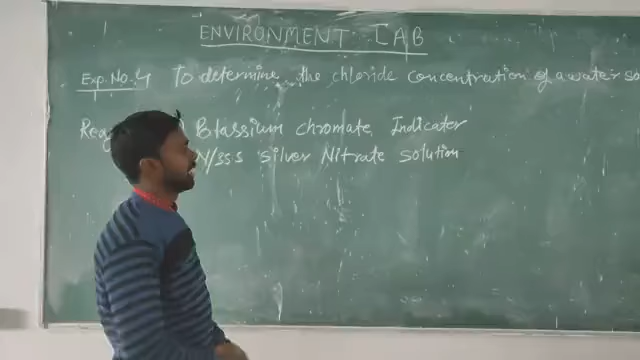 ENVIRONMENT LAB
Exp. No. 4 To determine the chloride concentration of a water sa
Potassium chromate Indicater
N/35.5 silver Nitrate solution